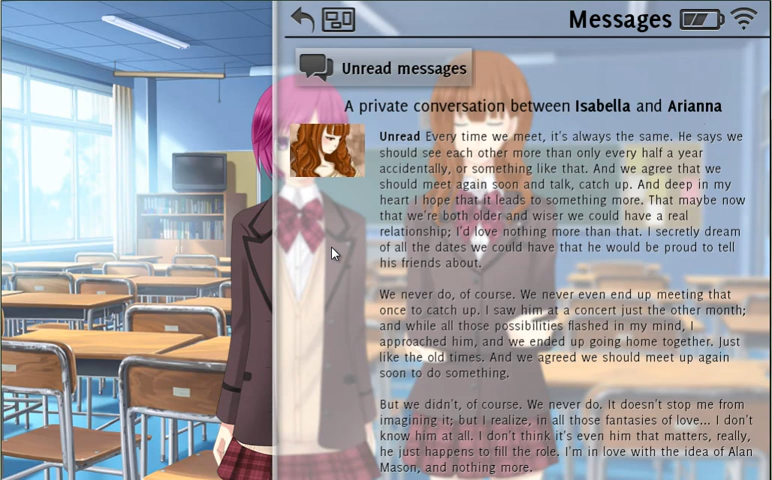 Messages
Unread messages
A private conversation between Isabella and Arianna
Unread Every time we meet, it's always the same. He says we
should see each other more than only every half a year
accidentally, or something like that. And we agree that we
should meet again soon and talk, catch up. And deep in my
heart I hope that it leads to something more. That maybe now
that we're both older and wiser we could have a real
relationship; I'd love nothing more than that. I secretly dream
of all the dates we could have that he would be proud to tell
his friends about.
We never do, of course. We never even end up meeting that
once to catch up. I saw him at a concert just the other month;
and while all those possibilities flashed in my mind, I
approached him, and we ended up going home together. Just
like the old times. And we agreed we should meet up again
soon to do something.
But we didn't, of course. We never do. It doesn't stop me from
imagining it; but I realize, in all those fantasies of love... I don't
know him at all. I don't think it's even him that matters, really,
he just happens to fill the role. I'm in love with the idea of Alan
Mason, and nothing more.